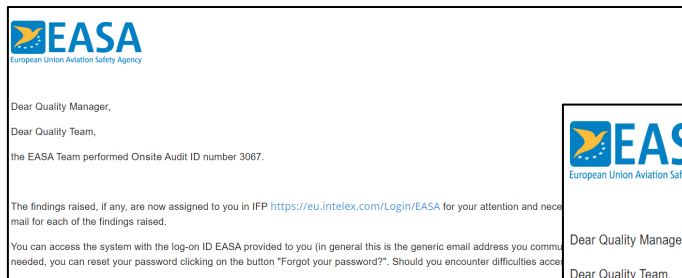 EASA
European Union Aviation Safety Agency
Dear Quality Manager,
Dear Quality Team,
the EASA Team performed Onsite Audit ID number 3067.
The findings raised, if any, are now assigned to you in IFP https://eu.intelex.com/Login/EASA for your attention and nece
mail for each of the findings raised.
You can access the system with the log-on ID EASA provided to you (in general this is the generic email address you commu
needed, you can reset your password clicking on the button "Forgot your password?". Should you encounter difficulties acce
EAS
European Union Aviation Saf
Dear Quality Manage
Dear Quality Team,